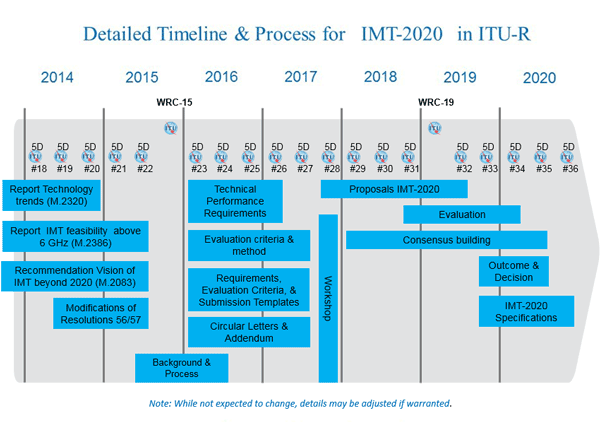 Detailed Timeline & Process for IMT-2020 in ITU-R
2014 2015 2016 2017 2018 2019 2020
WRC-15 WRC-19
5D 5D 5D 5D 5D 5D 5D 5D 5D 5D 5D 5D 5D 5D 5D 5D 5D 5D 5D
#18 #19 #20 #21 #22 #23 #24 #25 #26 #27 #28 #29 #30 #31 #32 #33 #34 #35 #36
Report Technology
trends (M.2320)
Report IMT feasibility above
6 GHz (M.2386)
Recommendation Vision of
IMT beyond 2020 (M.2083)
Modifications of
Resolutions 56/57
Background &
Process
Technical
Performance
Requirements
Evaluation criteria &
method
Requirements,
Evaluation Criteria, &
Submission Templates
Circular Letters &
Addendum
Workshop
Proposals IMT-2020
Evaluation
Consensus building
Outcome &
Decision
IMT-2020
Specifications
Note: While not expected to change, details may be adjusted if warranted.